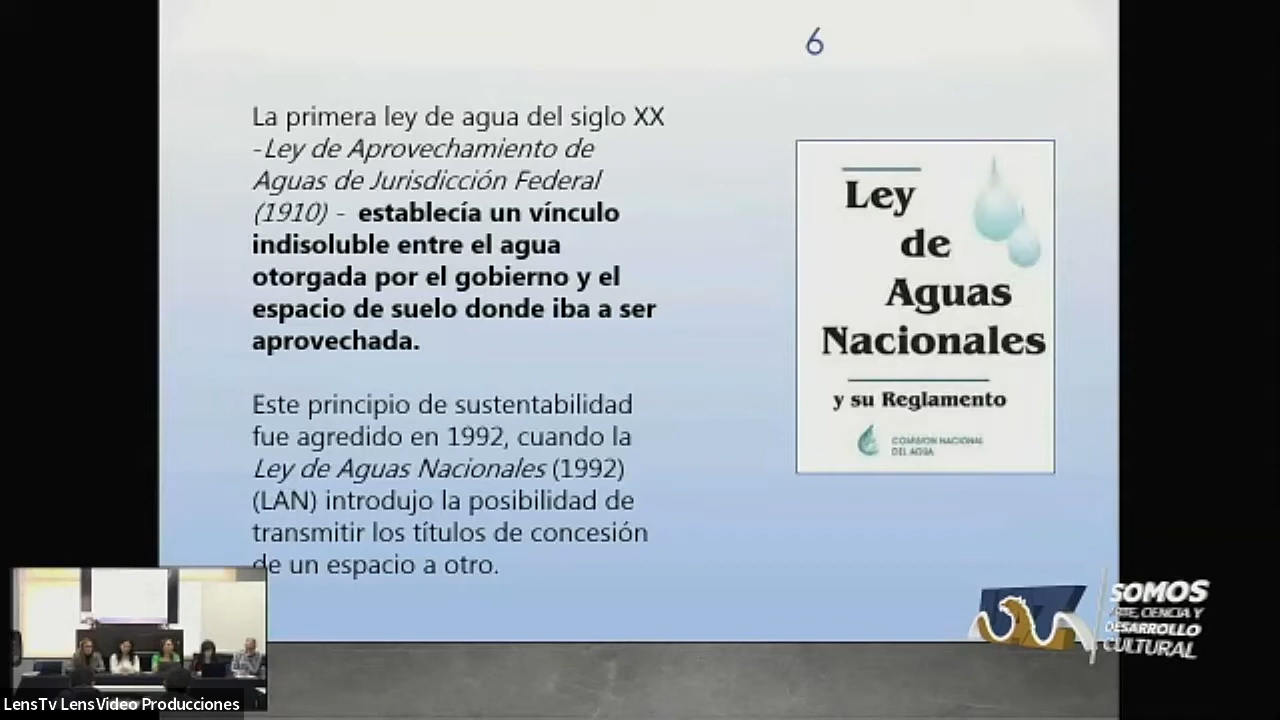 6
La primera ley de agua del siglo XX
-Ley de Aprovechamiento de
Aguas de Jurisdicción Federal
(1910) - establecía un vínculo
indisoluble entre el agua
otorgada por el gobierno y el
espacio de suelo donde iba a ser
aprovechada.
Este principio de sustentabilidad
fue agredido en 1992, cuando la
Ley de Aguas Nacionales (1992)
(LAN) introdujo la posibilidad de
transmitir los títulos de concesión
de un espacio a otro.
Ley
de
Aguas
Nacionales
y su Reglamento
COMISION NACIONAL
DEL AGUA
SOMOS
ARTE, CIENCIA Y
DESARROLLO
CULTURAL
LensTv LensVideo Producciones